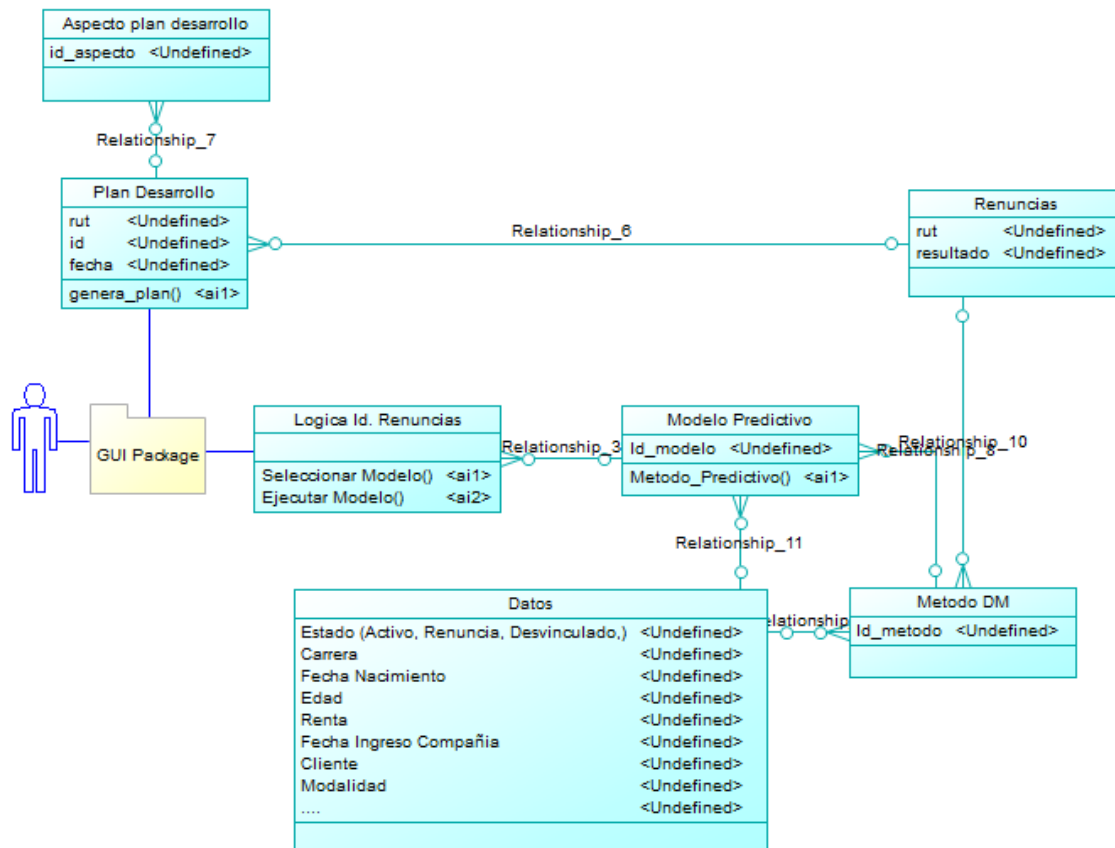 Aspecto plan desarrollo
id_aspecto <Undefined>
Relationship_7
Plan Desarrollo
rut <Undefined>
id <Undefined>
fecha <Undefined>
genera_plan() <ai1>
Relationship_6
Renuncias
rut <Undefined>
resultado <Undefined>
GUI Package
Logica Id. Renuncias
Seleccionar Modelo() <ai1>
Ejecutar Modelo() <ai2>
Relationship_3
Modelo Predictivo
Id_modelo <Undefined>
Metodo_Predictivo() <ai1>
Relationship_10
Relationship_8
Relationship_11
Datos
Estado (Activo, Renuncia, Desvinculado,) <Undefined>
Carrera <Undefined>
Fecha Nacimiento <Undefined>
Edad <Undefined>
Renta <Undefined>
Fecha Ingreso Compañia <Undefined>
Cliente <Undefined>
Modalidad <Undefined>
.... <Undefined>
elationship
Metodo DM
Id_metodo <Undefined>